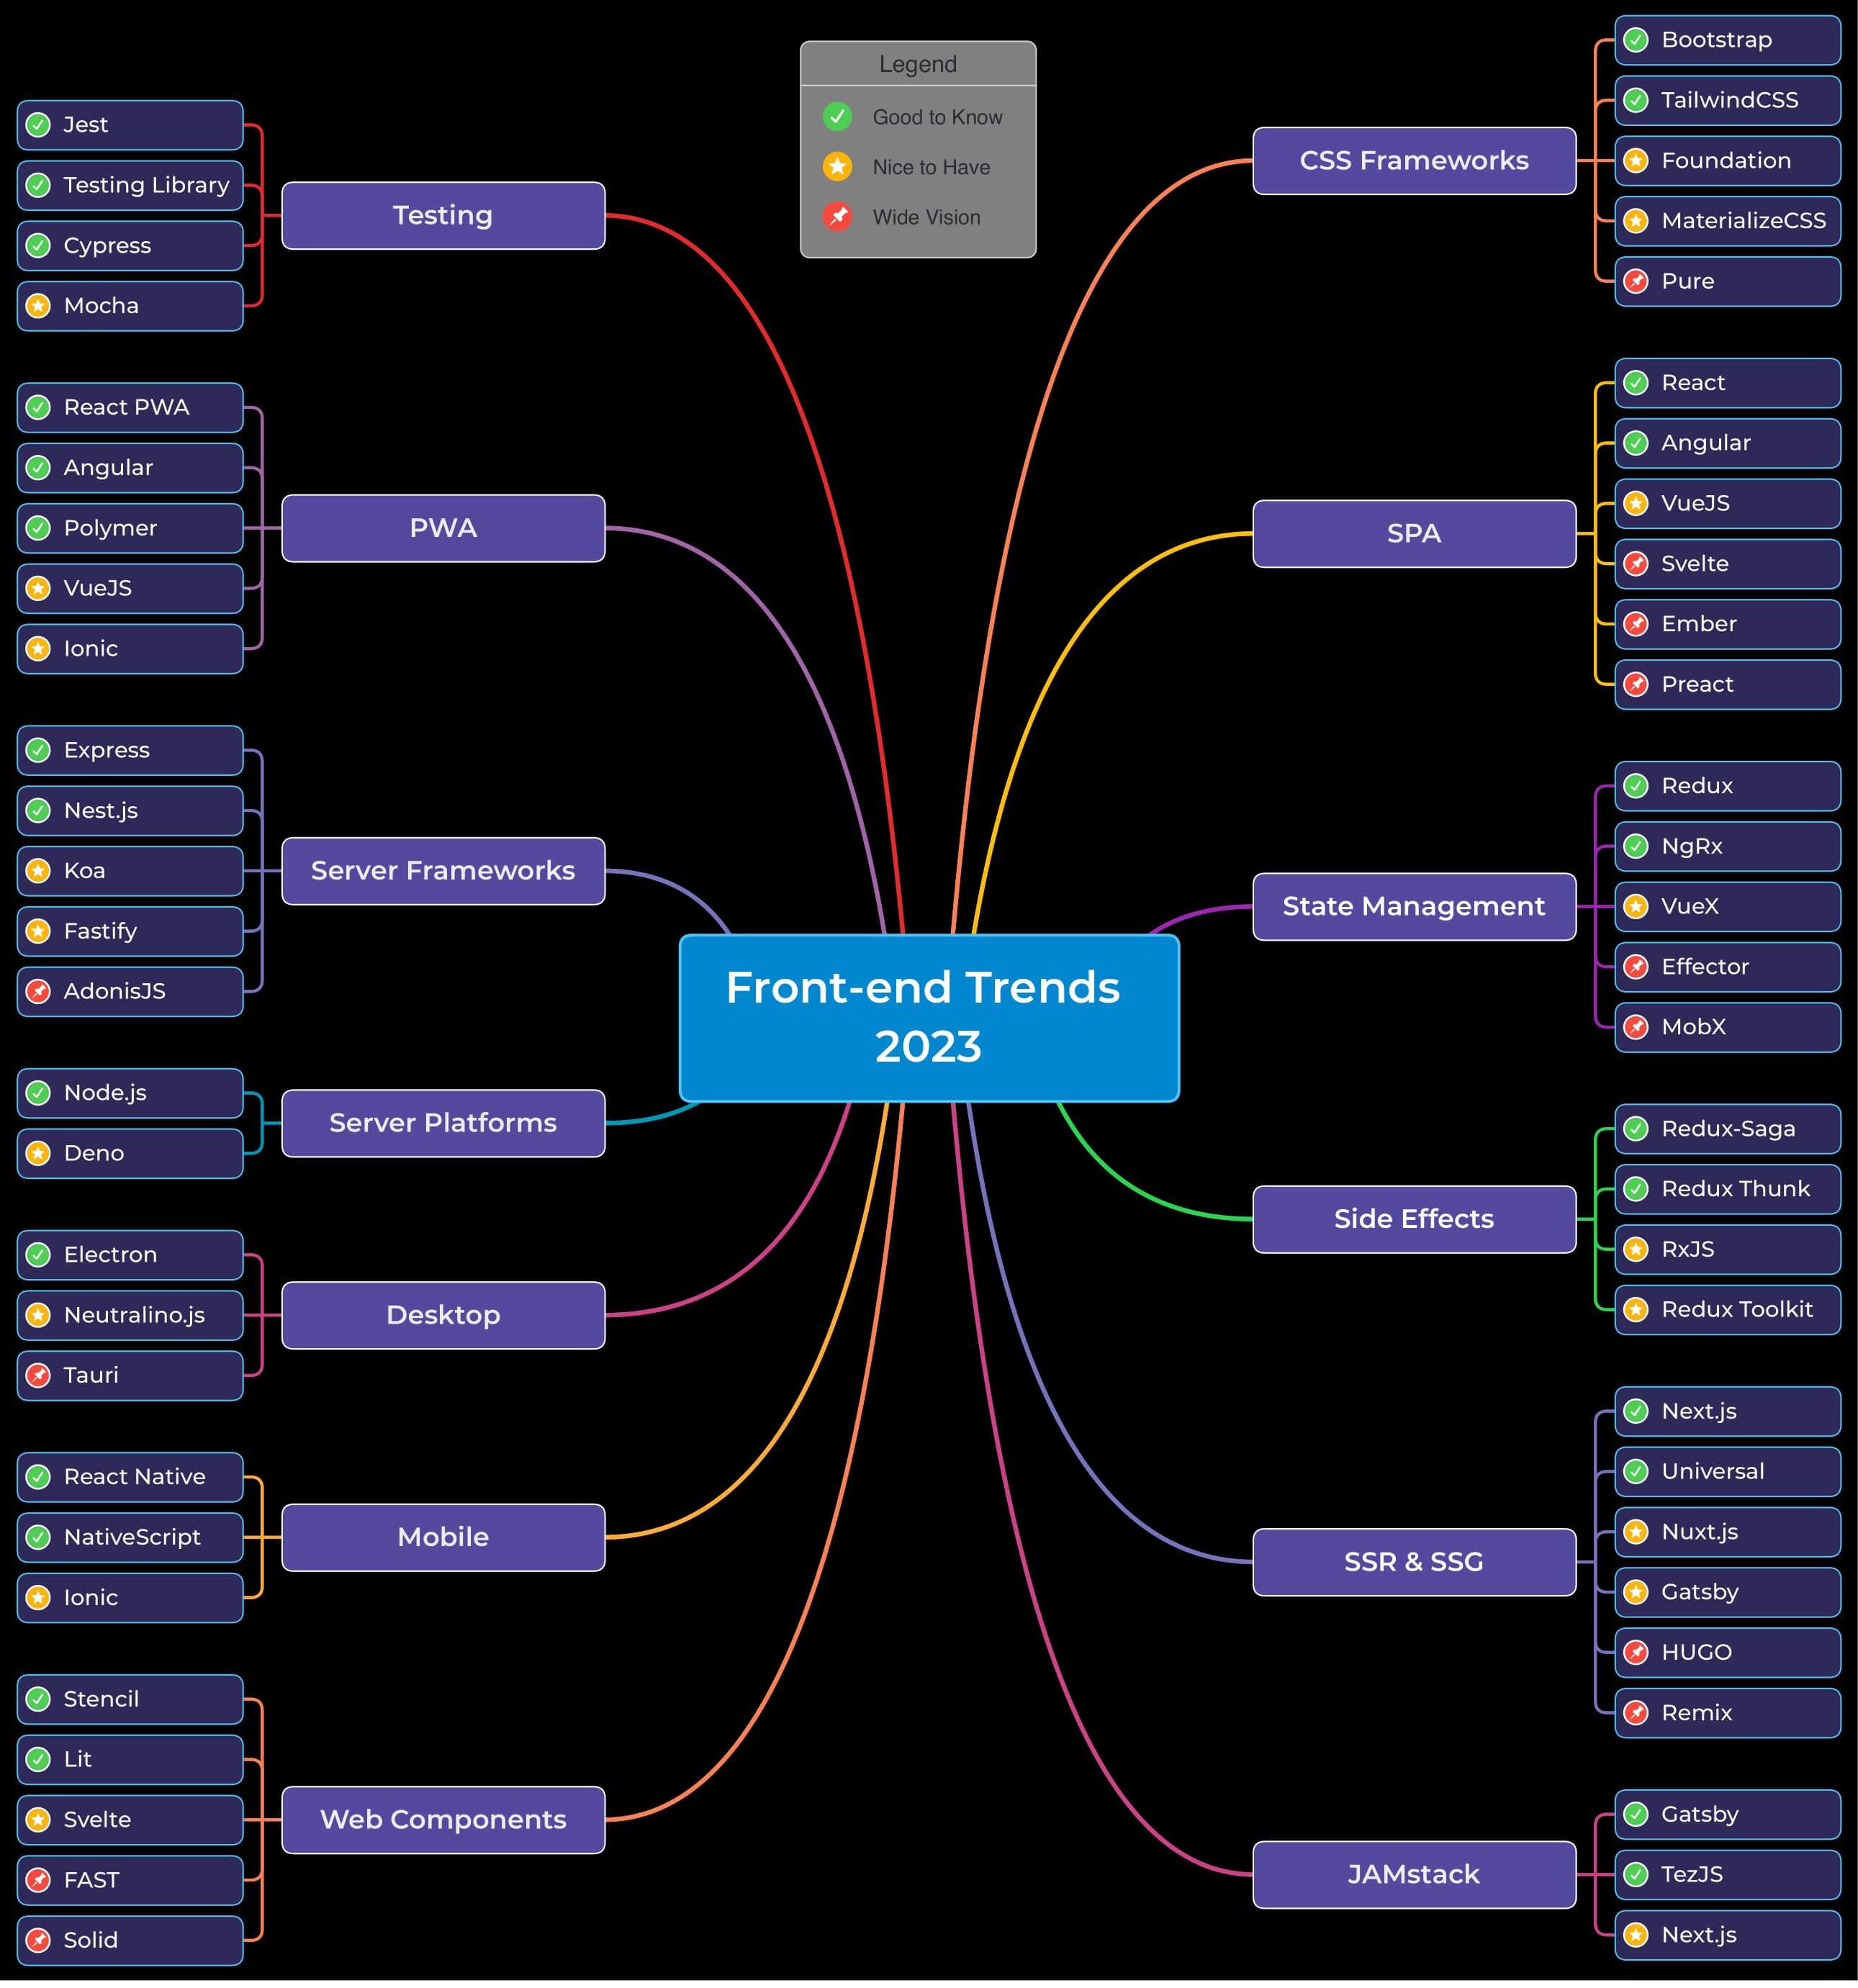 Legend
Good to Know
Nice to Have
Wide Vision
Front-end Trends
2023
Testing
Jest
Testing Library
Cypress
Mocha
PWA
React PWA
Angular
Polymer
VueJS
Ionic
Server Frameworks
Express
Nest.js
Koa
Fastify
AdonisJS
Server Platforms
Node.js
Deno
Desktop
Electron
Neutralino.js
Tauri
Mobile
React Native
NativeScript
Ionic
Web Components
Stencil
Lit
Svelte
FAST
Solid
CSS Frameworks
Bootstrap
TailwindCSS
Foundation
MaterializeCSS
Pure
SPA
React
Angular
VueJS
Svelte
Ember
Preact
State Management
Redux
NgRx
VueX
Effector
MobX
Side Effects
Redux-Saga
Redux Thunk
RxJS
Redux Toolkit
SSR & SSG
Next.js
Universal
Nuxt.js
Gatsby
HUGO
Remix
JAMstack
Gatsby
TezJS
Next.js